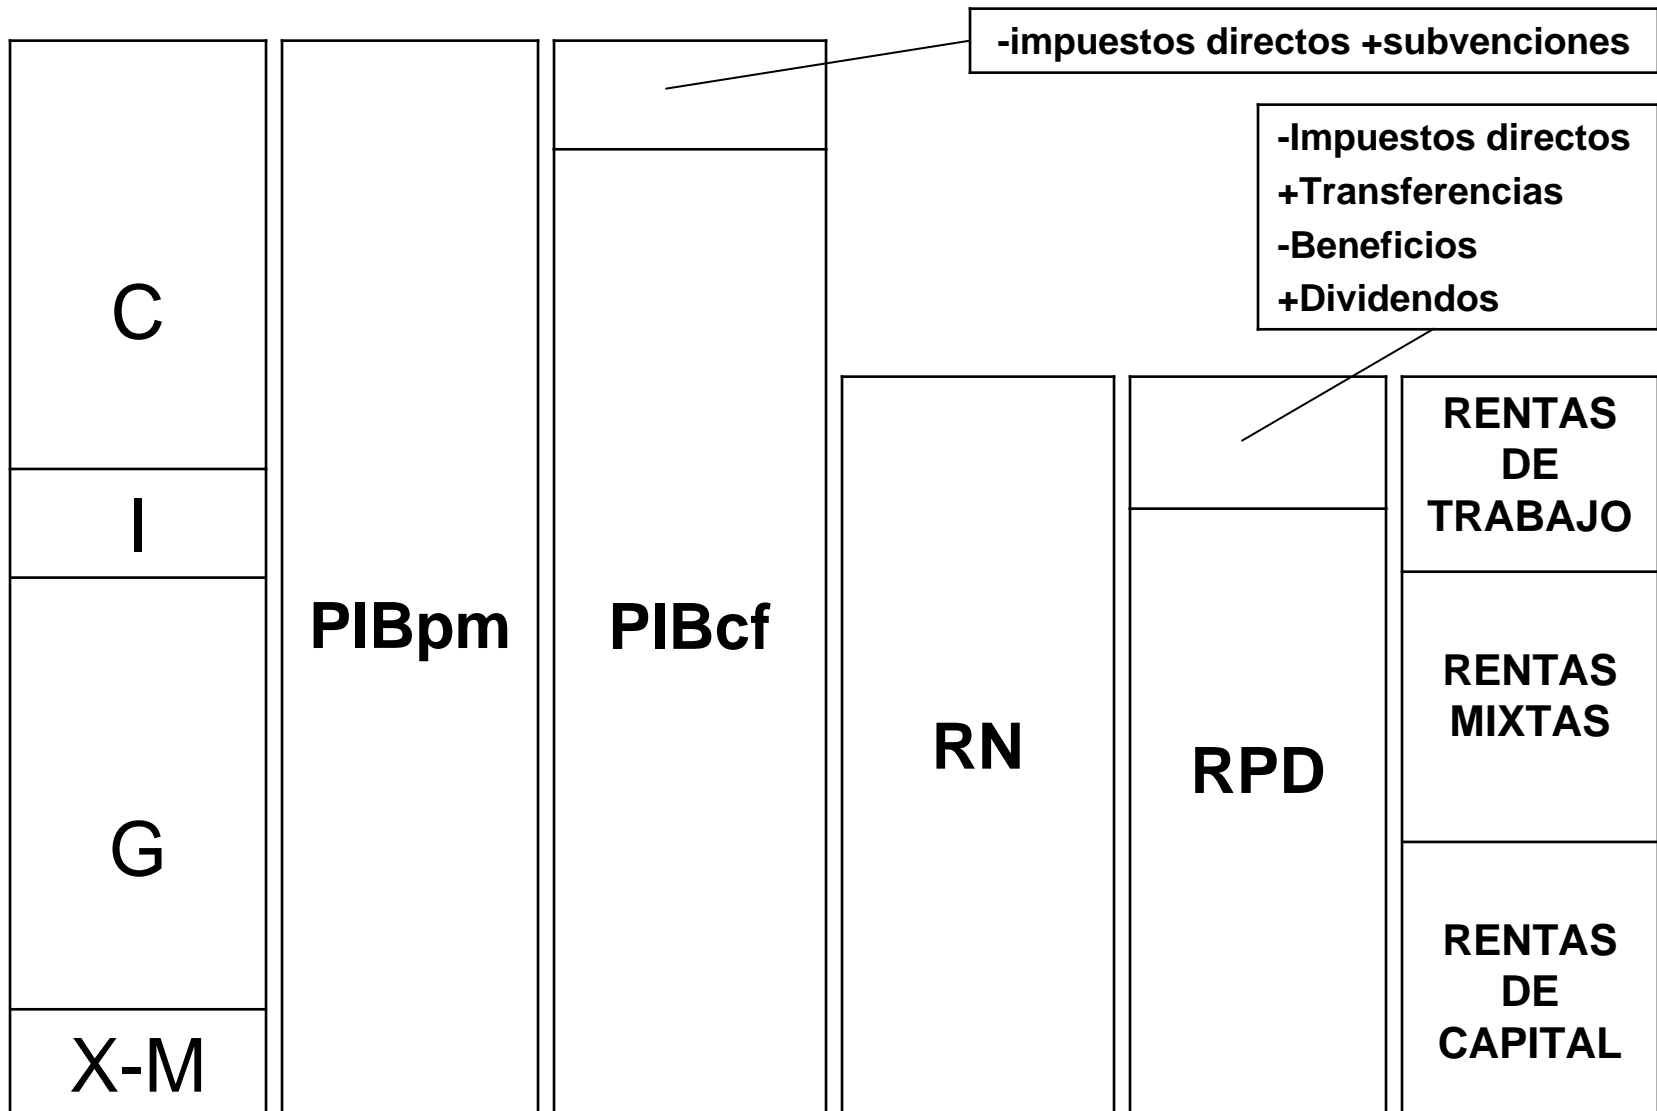 -impuestos directos +subvenciones
-Impuestos directos
+Transferencias
-Beneficios
+Dividendos
C
I
G
X-M
PIBpm
PIBcf
RN
RPD
RENTAS
DE
TRABAJO
RENTAS
MIXTAS
RENTAS
DE
CAPITAL